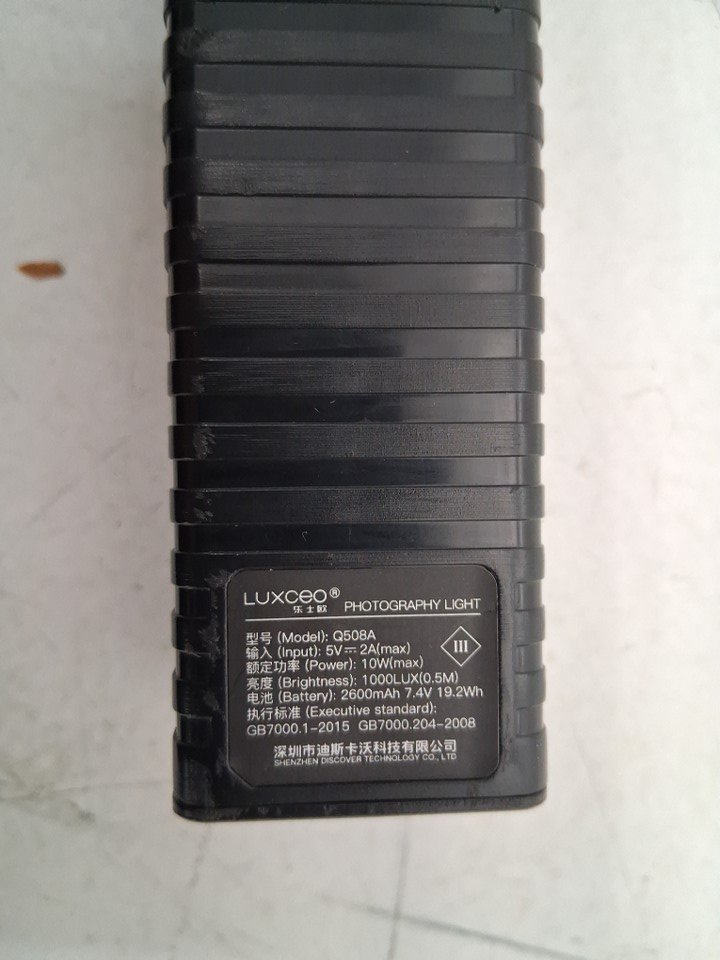 LUXCEO®
乐士欧
PHOTOGRAPHY LIGHT
型号 (Model): Q508A
输入 (Input): 5V⎓2A(max)
额定功率 (Power): 10W(max)
亮度 (Brightness): 1000LUX(0.5M)
电池 (Battery): 2600mAh 7.4V 19.2Wh
执行标准 (Executive standard):
GB7000.1-2015 GB7000.204-2008
III
深圳市迪斯卡沃科技有限公司
SHENZHEN DISCOVER TECHNOLOGY CO., LTD